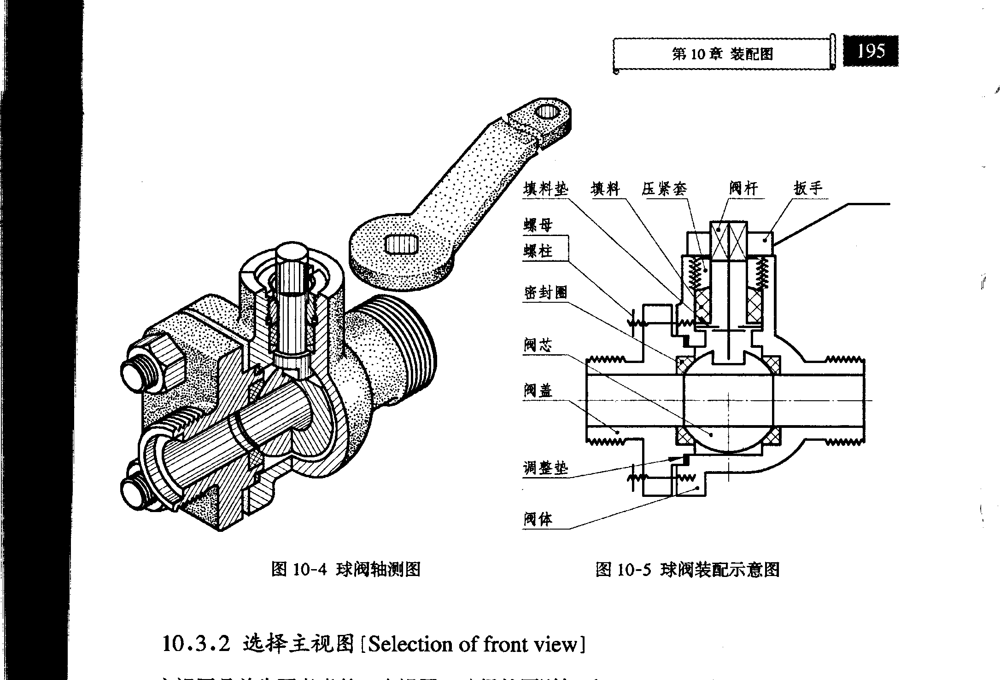 第10章 装配图 195
填料垫 填料 压紧套 阀杆 扳手
螺母
螺柱
密封圈
阀芯
阀盖
调整垫
阀体
图 10-4 球阀轴测图 图 10-5 球阀装配示意图
10.3.2 选择主视图[Selection of front view]